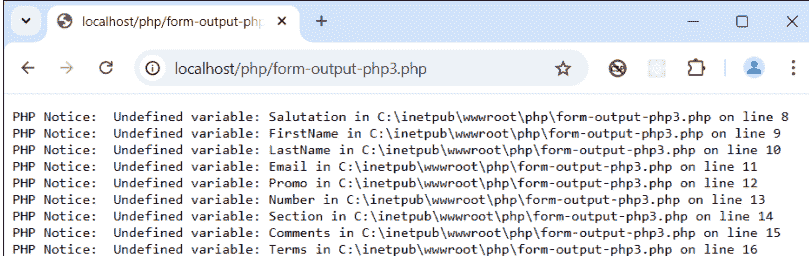 localhost/php/form-output-php
localhost/php/form-output-php3.php
PHP Notice:  Undefined variable: Salutation in C:\inetpub\wwwroot\php\form-output-php3.php on line 8
PHP Notice:  Undefined variable: FirstName in C:\inetpub\wwwroot\php\form-output-php3.php on line 9
PHP Notice:  Undefined variable: LastName in C:\inetpub\wwwroot\php\form-output-php3.php on line 10
PHP Notice:  Undefined variable: Email in C:\inetpub\wwwroot\php\form-output-php3.php on line 11
PHP Notice:  Undefined variable: Promo in C:\inetpub\wwwroot\php\form-output-php3.php on line 12
PHP Notice:  Undefined variable: Number in C:\inetpub\wwwroot\php\form-output-php3.php on line 13
PHP Notice:  Undefined variable: Section in C:\inetpub\wwwroot\php\form-output-php3.php on line 14
PHP Notice:  Undefined variable: Comments in C:\inetpub\wwwroot\php\form-output-php3.php on line 15
PHP Notice:  Undefined variable: Terms in C:\inetpub\wwwroot\php\form-output-php3.php on line 16